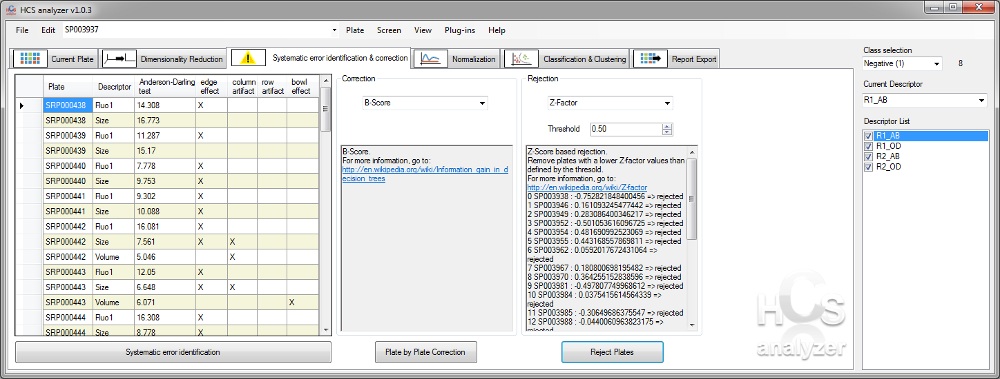 HCS analyzer v1.0.3
File Edit SP003937 Plate Screen View Plug-ins Help
Current Plate Dimensionality Reduction Systematic error identification & correction Normalization Classification & Clustering Report Export
Plate Descriptor Anderson-Darling test edge effect column artifact row artifact bowl effect
SRP000438 Fluo1 14.308 X
SRP000438 Size 16.773
SRP000439 Fluo1 11.287 X
SRP000439 Size 15.17
SRP000440 Fluo1 7.778 X
SRP000440 Size 9.753 X
SRP000441 Fluo1 9.302 X
SRP000441 Size 10.088 X
SRP000442 Fluo1 16.081 X
SRP000442 Size 7.561 X X
SRP000442 Volume 5.046 X
SRP000443 Fluo1 12.05 X
SRP000443 Size 6.648 X X
SRP000443 Volume 6.071 X
SRP000444 Fluo1 16.308 X
SRP000444 Size 8.778 X
Systematic error identification
Correction
B-Score
B-Score.
For more information, go to:
http://en.wikipedia.org/wiki/Information_gain_in_d
ecision_trees
Plate by Plate Correction
Rejection
Z-Factor
Threshold 0.50
Z-Score based rejection.
Remove plates with a lower Z-factor values than
defined by the thresold.
For more information, go to:
http://en.wikipedia.org/wiki/Z-factor
0 SP003938 : -0.752821848400456 => rejected
1 SP003946 : 0.161093245477442 => rejected
2 SP003949 : 0.283086400346217 => rejected
3 SP003952 : -0.501053616096725 => rejected
4 SP003954 : 0.481690992523069 => rejected
5 SP003955 : 0.443168557869811 => rejected
6 SP003962 : 0.0592017672431064 =>
rejected
7 SP003967 : 0.180800698195482 => rejected
8 SP003970 : 0.364255152838596 => rejected
9 SP003981 : -0.497807749968612 => rejected
10 SP003984 : 0.0375415614564339 =>
rejected
11 SP003985 : -0.30649686375547 => rejected
12 SP003988 : -0.0440060963823175 =>
rejected
Reject Plates
HCS
analyzer
Class selection
Negative (1) 8
Current Descriptor
R1_AB
Descriptor List
R1_AB
R1_OD
R2_AB
R2_OD